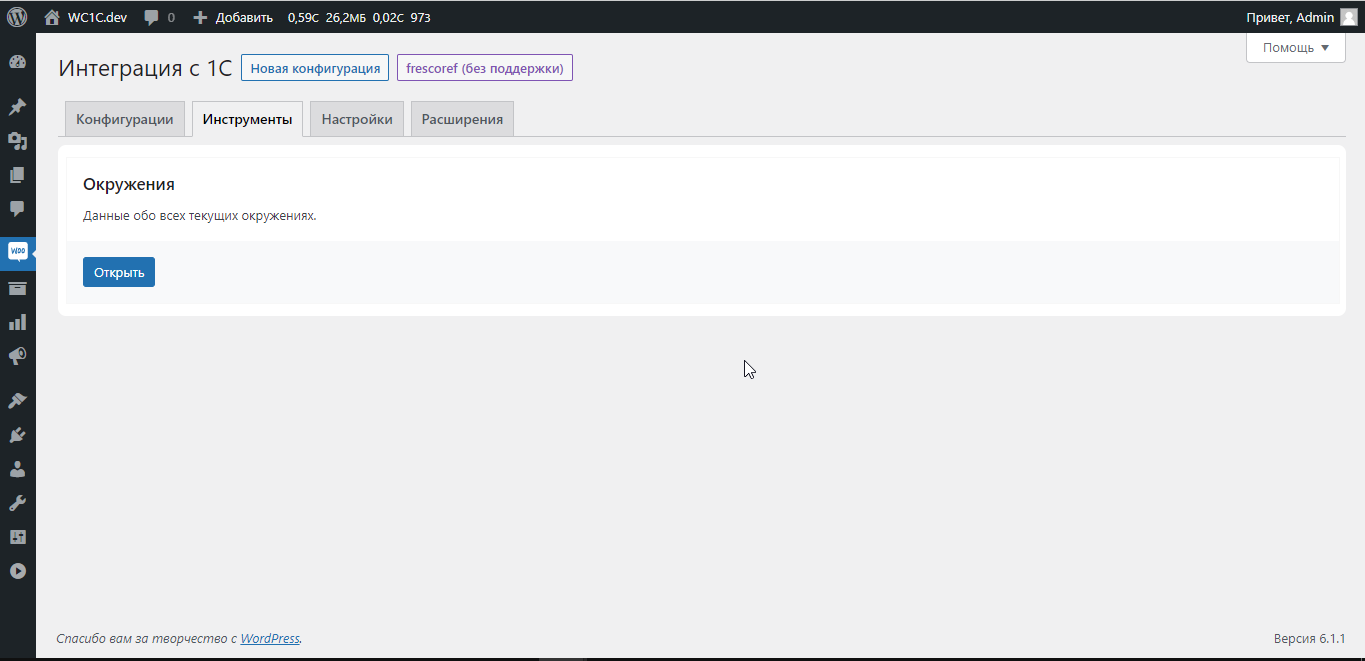 WC1C.dev 0 Добавить 0,59С 26,2МБ 0,02С 973 Привет, Admin
Помощь
Интеграция с 1С Новая конфигурация frescoref (без поддержки)
Конфигурации Инструменты Настройки Расширения
Окружения
Данные обо всех текущих окружениях.
WOO
Открыть
Спасибо вам за творчество с WordPress. Версия 6.1.1